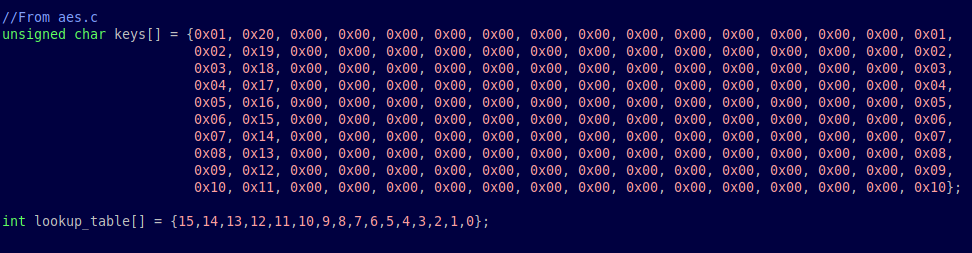 //From aes.c
unsigned char keys[] = {0x01, 0x20, 0x00, 0x00, 0x00, 0x00, 0x00, 0x00, 0x00, 0x00, 0x00, 0x00, 0x00, 0x00, 0x00, 0x01,
0x02, 0x19, 0x00, 0x00, 0x00, 0x00, 0x00, 0x00, 0x00, 0x00, 0x00, 0x00, 0x00, 0x00, 0x00, 0x02,
0x03, 0x18, 0x00, 0x00, 0x00, 0x00, 0x00, 0x00, 0x00, 0x00, 0x00, 0x00, 0x00, 0x00, 0x00, 0x03,
0x04, 0x17, 0x00, 0x00, 0x00, 0x00, 0x00, 0x00, 0x00, 0x00, 0x00, 0x00, 0x00, 0x00, 0x00, 0x04,
0x05, 0x16, 0x00, 0x00, 0x00, 0x00, 0x00, 0x00, 0x00, 0x00, 0x00, 0x00, 0x00, 0x00, 0x00, 0x05,
0x06, 0x15, 0x00, 0x00, 0x00, 0x00, 0x00, 0x00, 0x00, 0x00, 0x00, 0x00, 0x00, 0x00, 0x00, 0x06,
0x07, 0x14, 0x00, 0x00, 0x00, 0x00, 0x00, 0x00, 0x00, 0x00, 0x00, 0x00, 0x00, 0x00, 0x00, 0x07,
0x08, 0x13, 0x00, 0x00, 0x00, 0x00, 0x00, 0x00, 0x00, 0x00, 0x00, 0x00, 0x00, 0x00, 0x00, 0x08,
0x09, 0x12, 0x00, 0x00, 0x00, 0x00, 0x00, 0x00, 0x00, 0x00, 0x00, 0x00, 0x00, 0x00, 0x00, 0x09,
0x10, 0x11, 0x00, 0x00, 0x00, 0x00, 0x00, 0x00, 0x00, 0x00, 0x00, 0x00, 0x00, 0x00, 0x00, 0x10};
int lookup_table[] = {15,14,13,12,11,10,9,8,7,6,5,4,3,2,1,0};